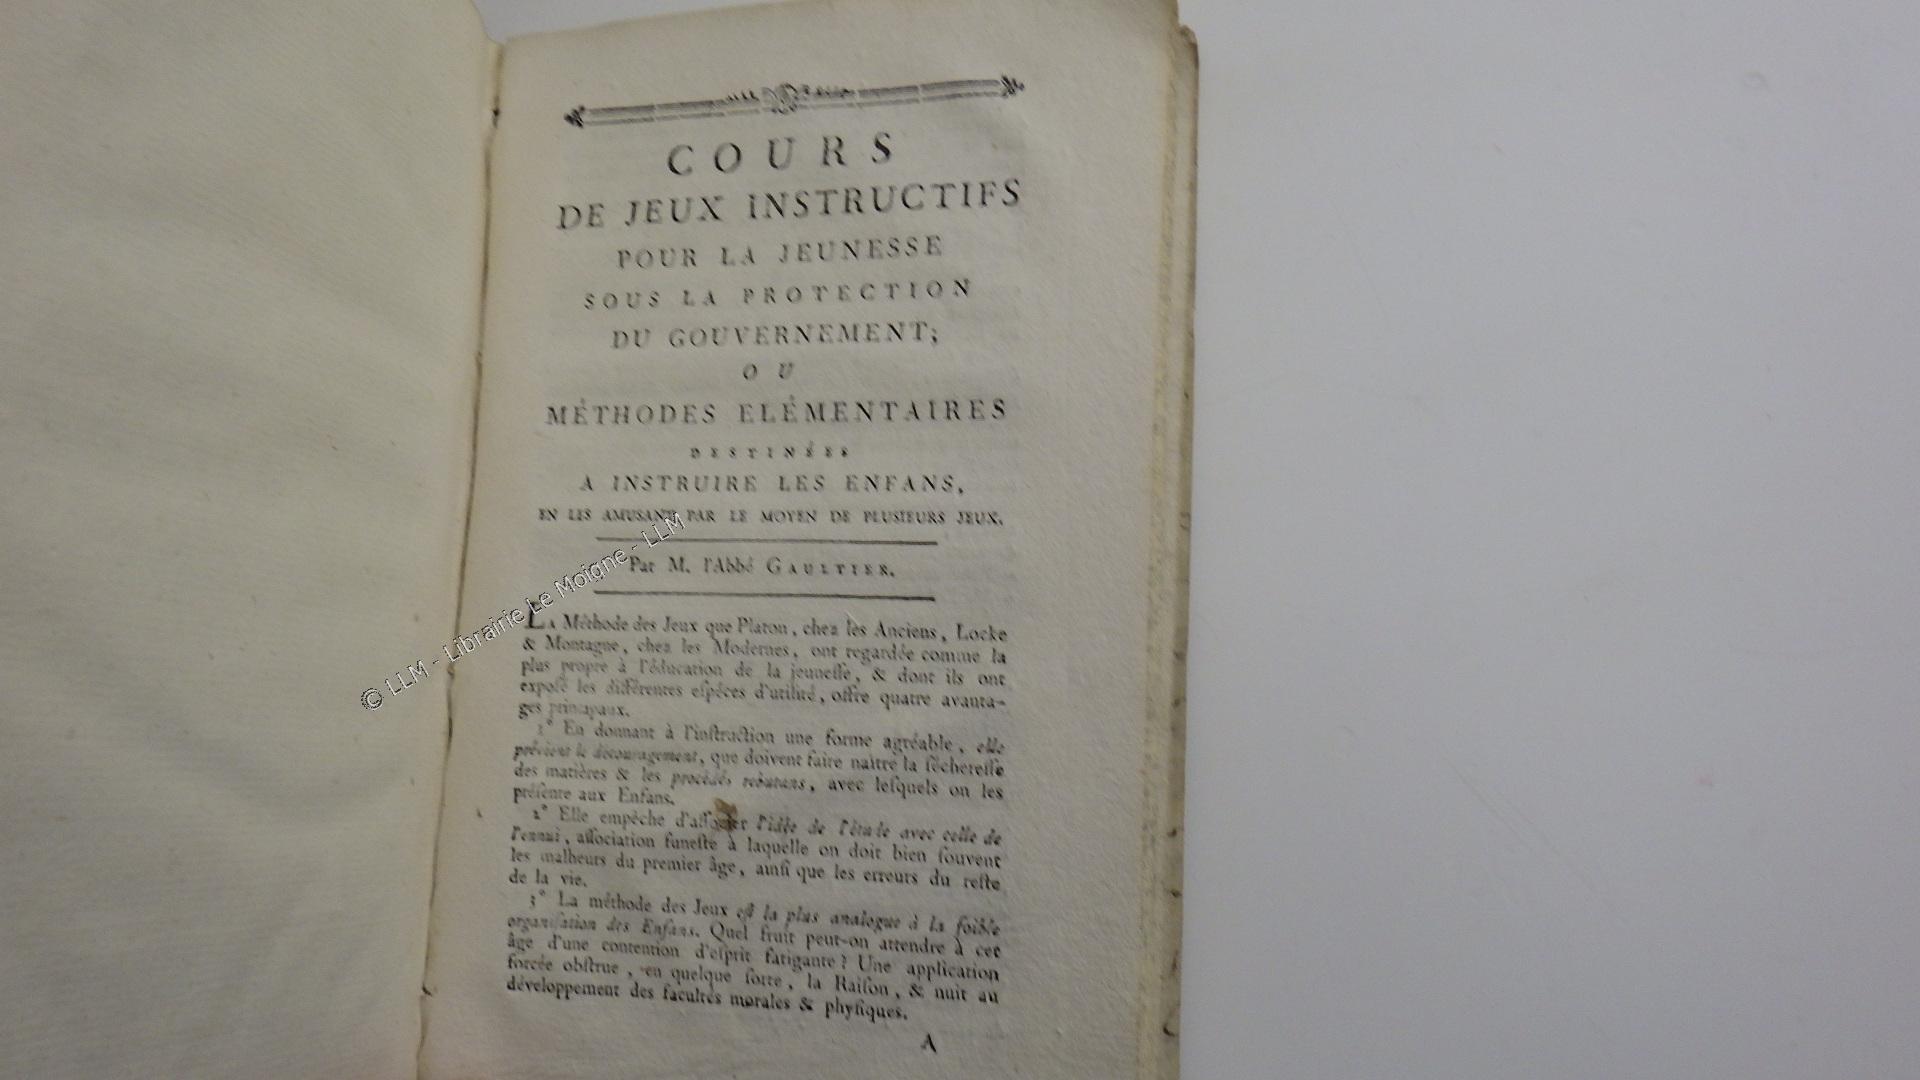 COURS
DE JEUX INSTRUCTIFS
POUR LA JEUNESSE
SOUS LA PROTECTION
DU GOUVERNEMENT;
OU
MÉTHODES ELÉMENTAIRES
DESTINÉES
A INSTRUIRE LES ENFANS,
EN LES AMUSANT PAR LE MOYEN DE PLUSIEURS JEUX.
Par M. l'Abbé GAULTIER.
LA Méthode des Jeux que Platon, chez les Anciens, Locke
& Montagne, chez les Modernes, ont regardée comme la
plus propre à l'éducation de la jeuneſſe, & dont ils ont
expoſé les différentes eſpèces d'utilité, offre quatre avanta-
ges principaux.
1° En donnant à l'inſtruction une forme agréable, elle
prévient le découragement, que doivent faire naître la ſéchereſſe
des matières & les procédés rebutans, avec leſquels on les
préſente aux Enfans.
2° Elle empêche d'aſſocier l'idée de l'étude avec celle de
l'ennui, aſſociation funeſte à laquelle on doit bien ſouvent
les malheurs du premier âge, ainſi que les erreurs du reſte
de la vie.
3° La méthode des Jeux eſt la plus analogue à la foible
organiſation des Enfans. Quel fruit peut-on attendre à cet
âge d'une contention d'eſprit fatigante? Une application
forcée obſtrue, en quelque ſorte, la Raiſon, & nuit au
développement des facultés morales & phyſiques.
A
© LLM - Librairie Le Moigne - LLM